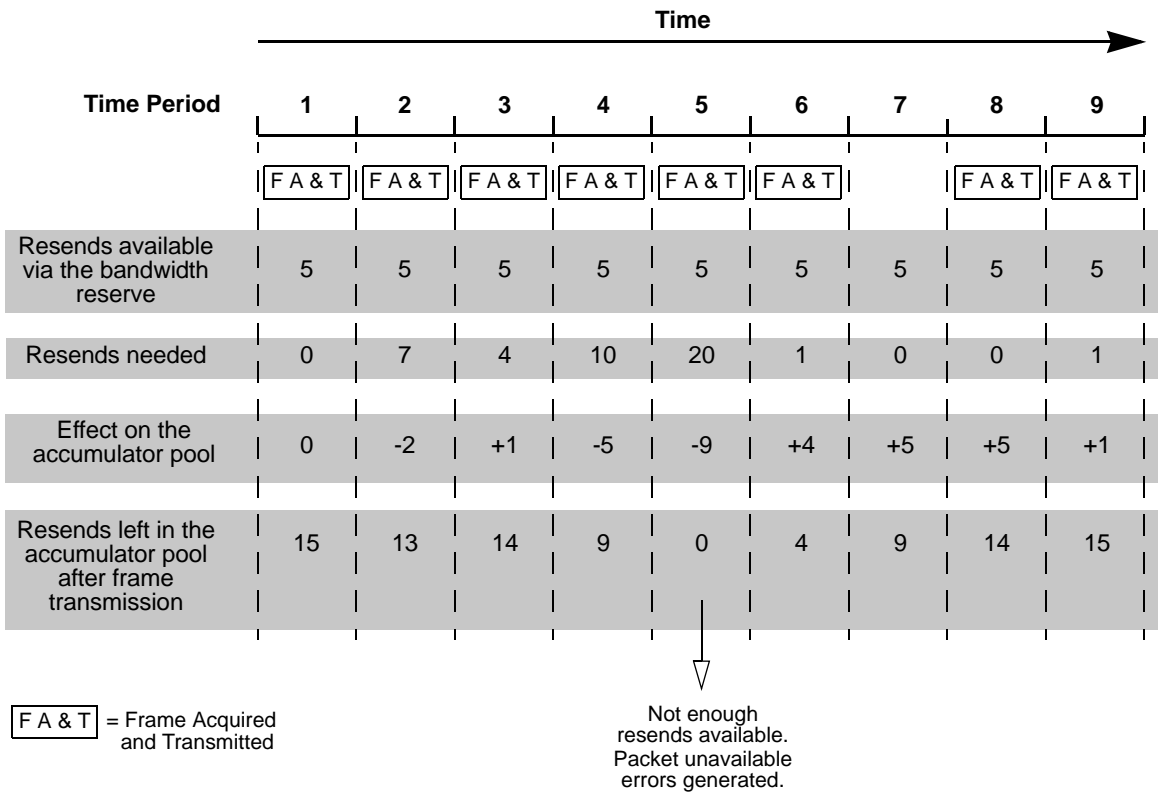 Time
Time Period 1 2 3 4 5 6 7 8 9
F A & T F A & T F A & T F A & T F A & T F A & T F A & T F A & T
Resends available
via the bandwidth
reserve
5 5 5 5 5 5 5 5 5
Resends needed 0 7 4 10 20 1 0 0 1
Effect on the
accumulator pool
0 -2 +1 -5 -9 +4 +5 +5 +1
Resends left in the
accumulator pool
after frame
transmission
15 13 14 9 0 4 9 14 15
F A & T = Frame Acquired
and Transmitted
Not enough
resends available.
Packet unavailable
errors generated.